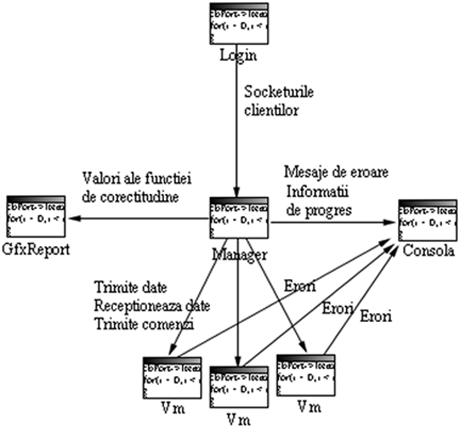 Login
Socketurile
clientilor
Valori ale functiei
de corectitudine
Mesaje de eroare
Informatii
de progres
GfxReport
Manager
Consola
Trimite date
Receptioneaza date
Trimite comenzi
Erori
Erori
Erori
Vm
Vm
Vm